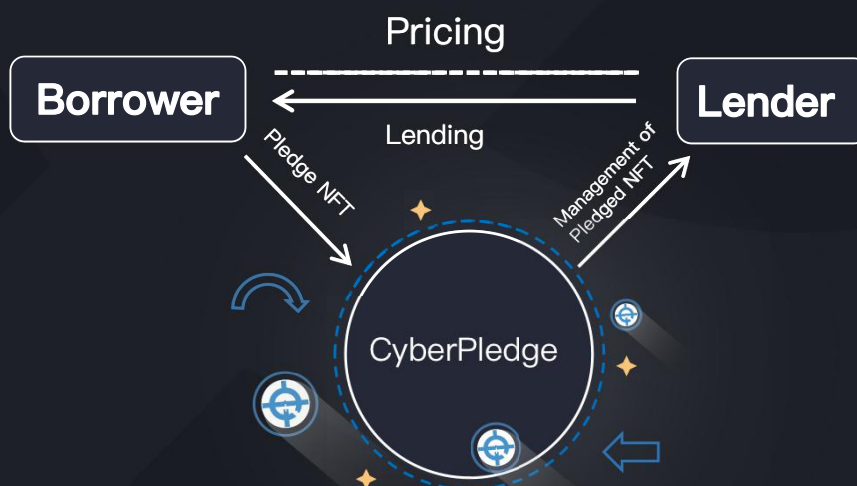 Pricing
Borrower
Lender
Lending
Pledge NFT
Management of
Pledged NFT
CyberPledge